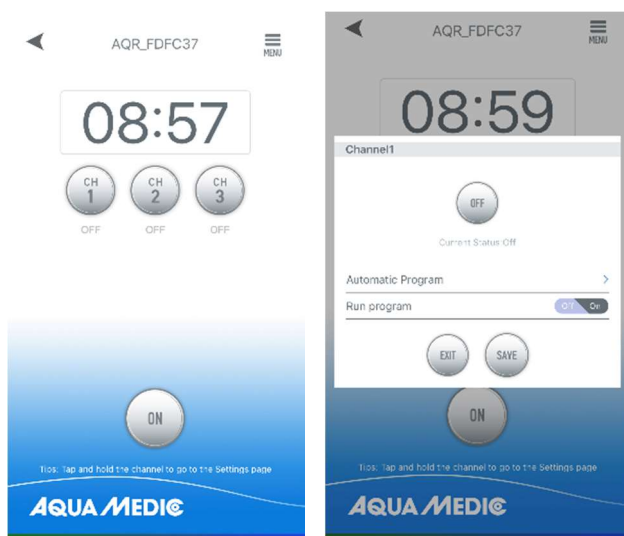 AQR_FDFC37
MENU
08:57
CH 1
CH 2
CH 3
OFF
OFF
OFF
ON
Tips: Tap and hold the channel to go to the Settings page
AQUA MEDIC
AQR_FDFC37
MENU
08:59
Channel1
OFF
Current Status:Off
Automatic Program
Run program
Off On
EXIT
SAVE
ON
Tips: Tap and hold the channel to go to the Settings page
AQUA MEDIC